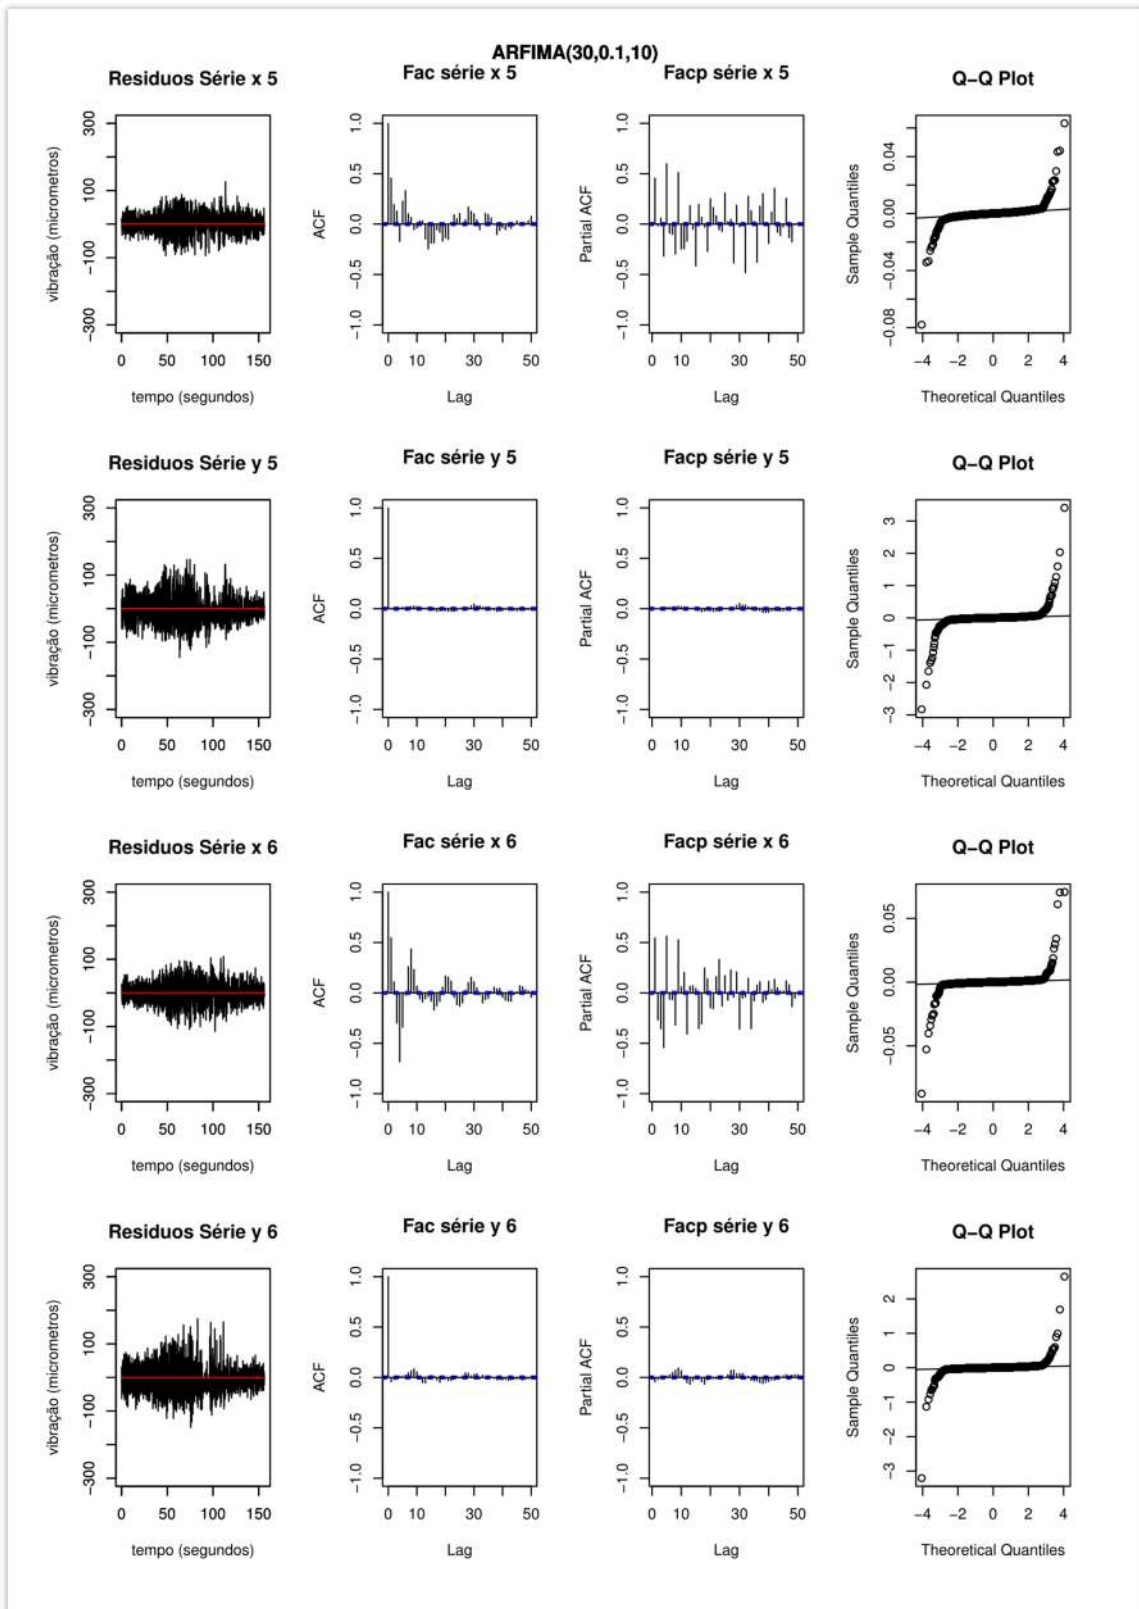 ARFIMA(30,0.1,10)
Residuos Série x 5
Fac série x 5
Facp série x 5
Q−Q Plot
vibração (micrometros)
300
100
−100
−300
0 50 100 150
tempo (segundos)
ACF
1.0
0.5
0.0
−0.5
−1.0
0 10 30 50
Lag
Partial ACF
1.0
0.5
0.0
−0.5
−1.0
0 10 30 50
Lag
Sample Quantiles
0.04
0.00
−0.04
−0.08
−4 −2 0 2 4
Theoretical Quantiles
Residuos Série y 5
Fac série y 5
Facp série y 5
Q−Q Plot
vibração (micrometros)
300
100
−100
−300
0 50 100 150
tempo (segundos)
ACF
1.0
0.5
0.0
−0.5
−1.0
0 10 30 50
Lag
Partial ACF
1.0
0.5
0.0
−0.5
−1.0
0 10 30 50
Lag
Sample Quantiles
3
2
1
0
−1
−2
−3
−4 −2 0 2 4
Theoretical Quantiles
Residuos Série x 6
Fac série x 6
Facp série x 6
Q−Q Plot
vibração (micrometros)
300
100
−100
−300
0 50 100 150
tempo (segundos)
ACF
1.0
0.5
0.0
−0.5
−1.0
0 10 30 50
Lag
Partial ACF
1.0
0.5
0.0
−0.5
−1.0
0 10 30 50
Lag
Sample Quantiles
0.05
0.00
−0.05
−4 −2 0 2 4
Theoretical Quantiles
Residuos Série y 6
Fac série y 6
Facp série y 6
Q−Q Plot
vibração (micrometros)
300
100
−100
−300
0 50 100 150
tempo (segundos)
ACF
1.0
0.5
0.0
−0.5
−1.0
0 10 30 50
Lag
Partial ACF
1.0
0.5
0.0
−0.5
−1.0
0 10 30 50
Lag
Sample Quantiles
2
1
0
−1
−2
−3
−4 −2 0 2 4
Theoretical Quantiles